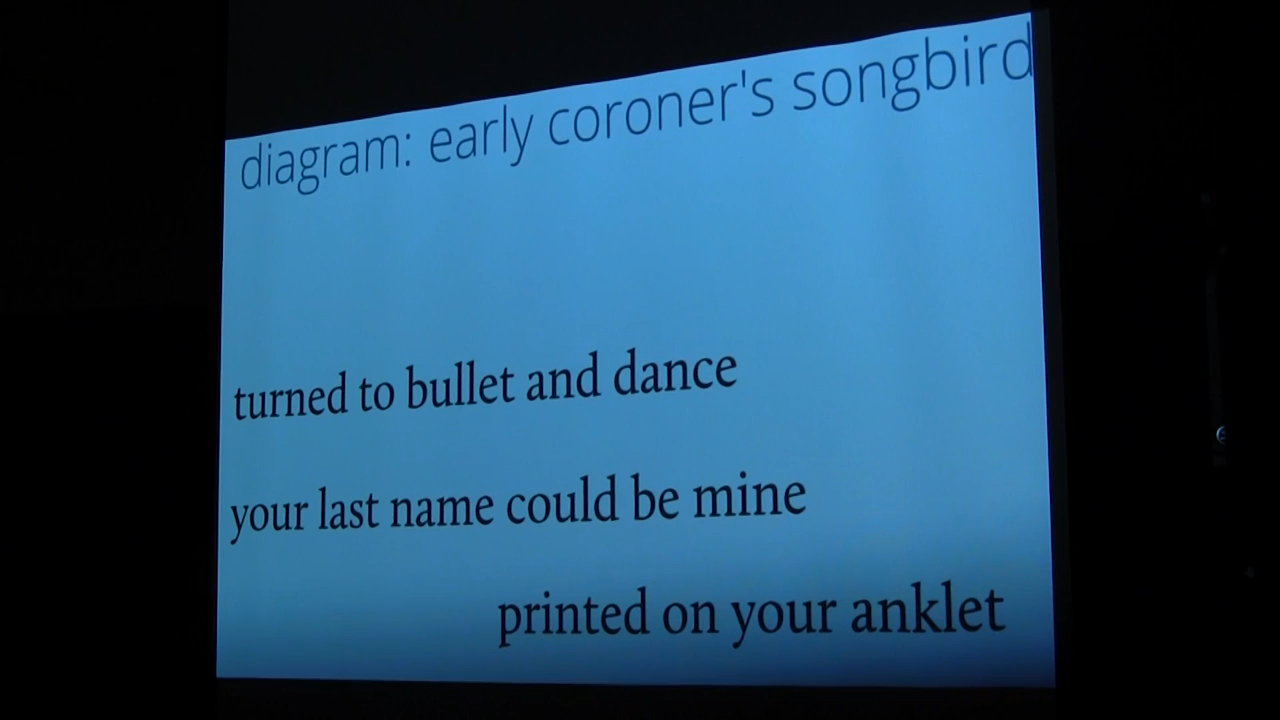 diagram: early coroner's songbird
turned to bullet and dance
your last name could be mine
printed on your anklet